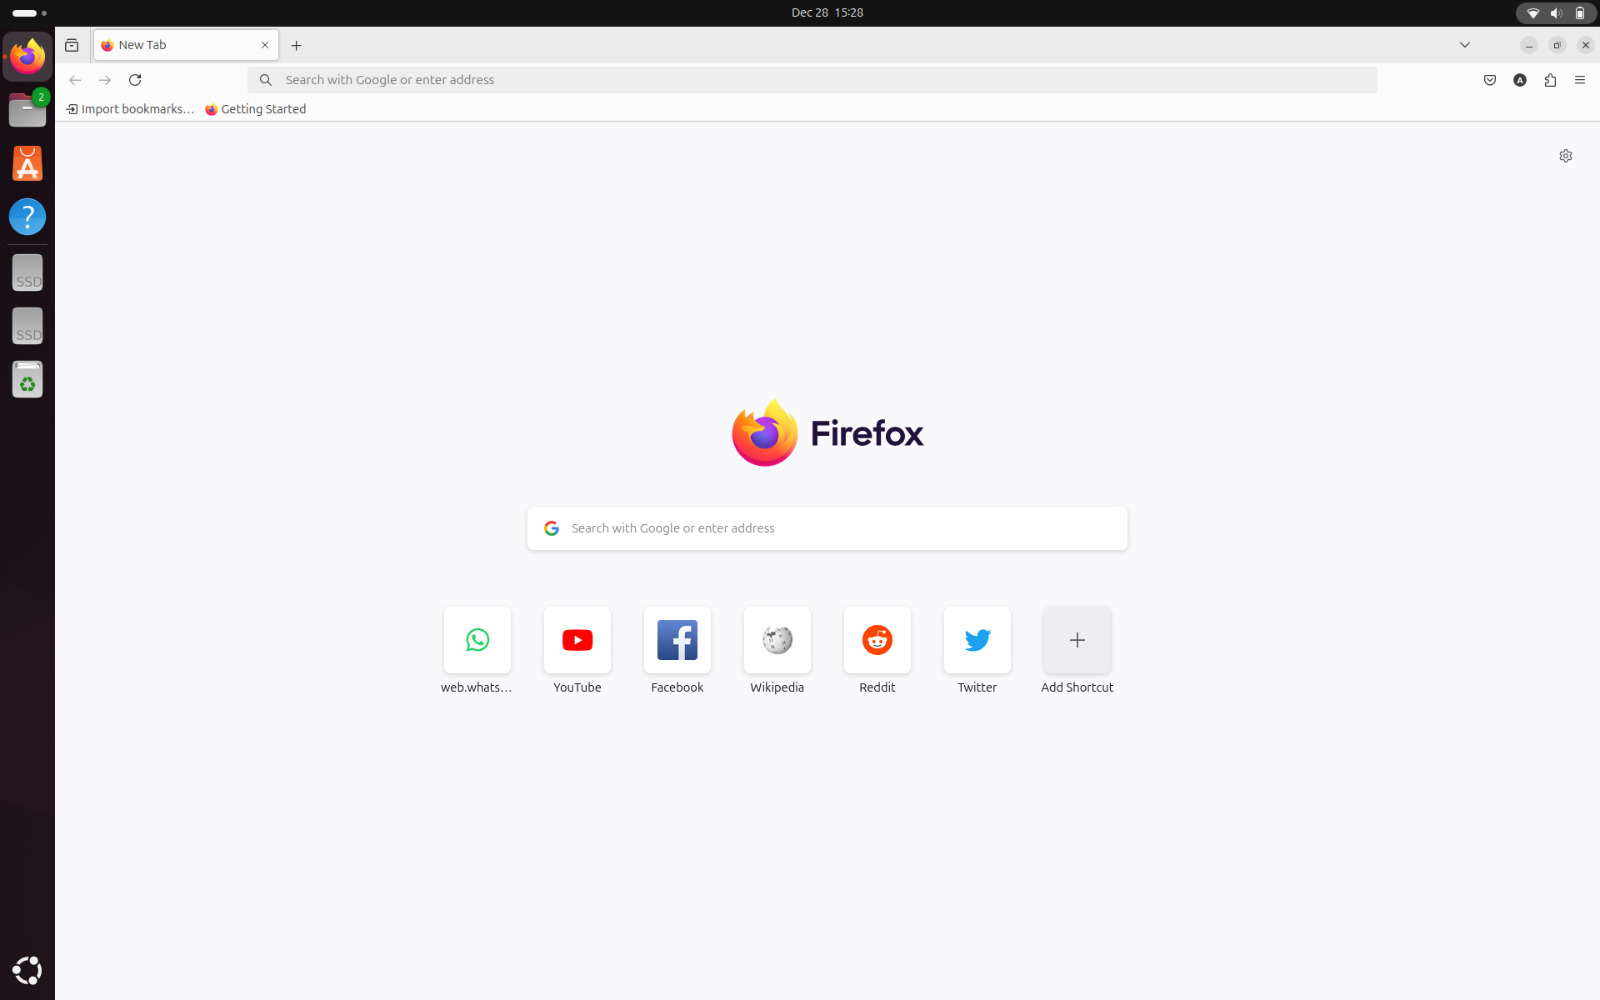 Dec 28 15:28
New Tab
Search with Google or enter address
A
Import bookmarks…
Getting Started
2
A
?
SSD
SSD
Firefox
Search with Google or enter address
web.whats…
YouTube
Facebook
Wikipedia
Reddit
Twitter
Add Shortcut